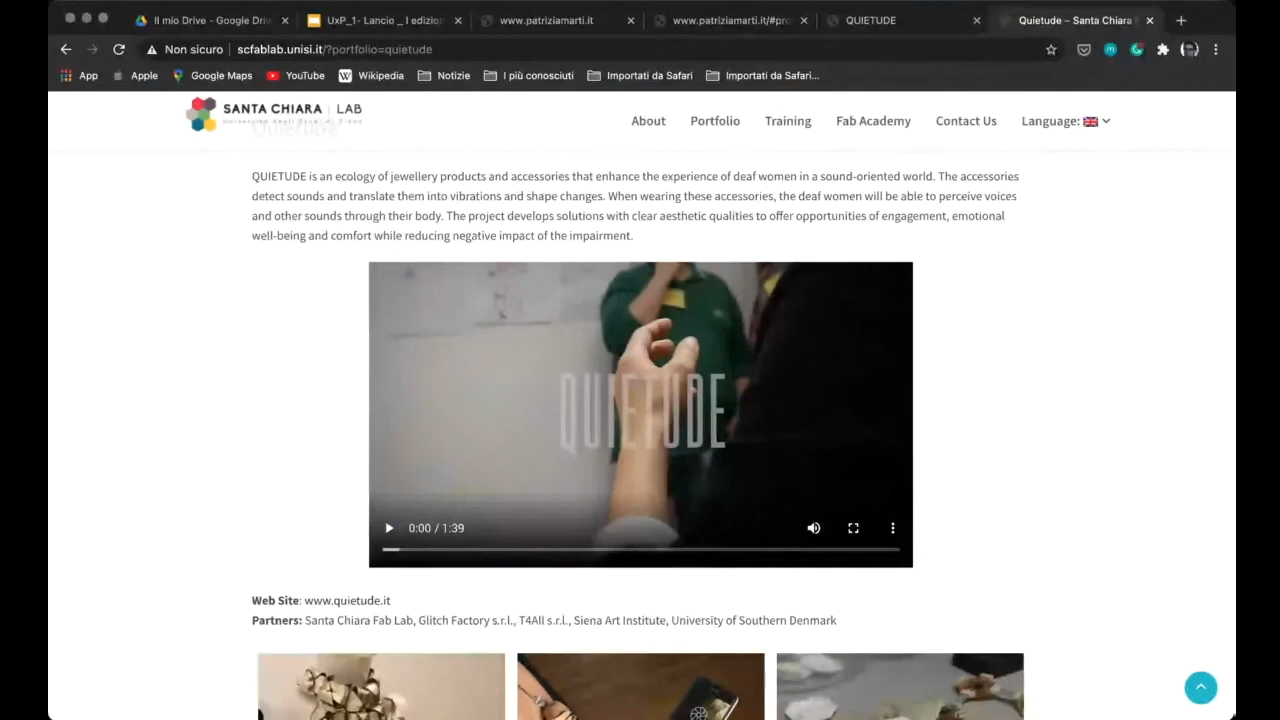 Il mio Drive - Google Driv
UxP_1- Lancio _ I edizion
www.patriziamarti.it
www.patriziamarti.it/#pro
QUIETUDE
Quietude – Santa Chiara F
Non sicuro
scfablab.unisi.it/?portfolio=quietude
App
Apple
Google Maps
YouTube
Wikipedia
Notizie
I più conosciuti
Importati da Safari
Importati da Safari...
SANTA CHIARA | LAB
Quietude
About
Portfolio
Training
Fab Academy
Contact Us
Language:
QUIETUDE is an ecology of jewellery products and accessories that enhance the experience of deaf women in a sound-oriented world. The accessories
detect sounds and translate them into vibrations and shape changes. When wearing these accessories, the deaf women will be able to perceive voices
and other sounds through their body. The project develops solutions with clear aesthetic qualities to offer opportunities of engagement, emotional
well-being and comfort while reducing negative impact of the impairment.
QUIETUDE
0:00 / 1:39
Web Site: www.quietude.it
Partners: Santa Chiara Fab Lab, Glitch Factory s.r.l., T4All s.r.l., Siena Art Institute, University of Southern Denmark